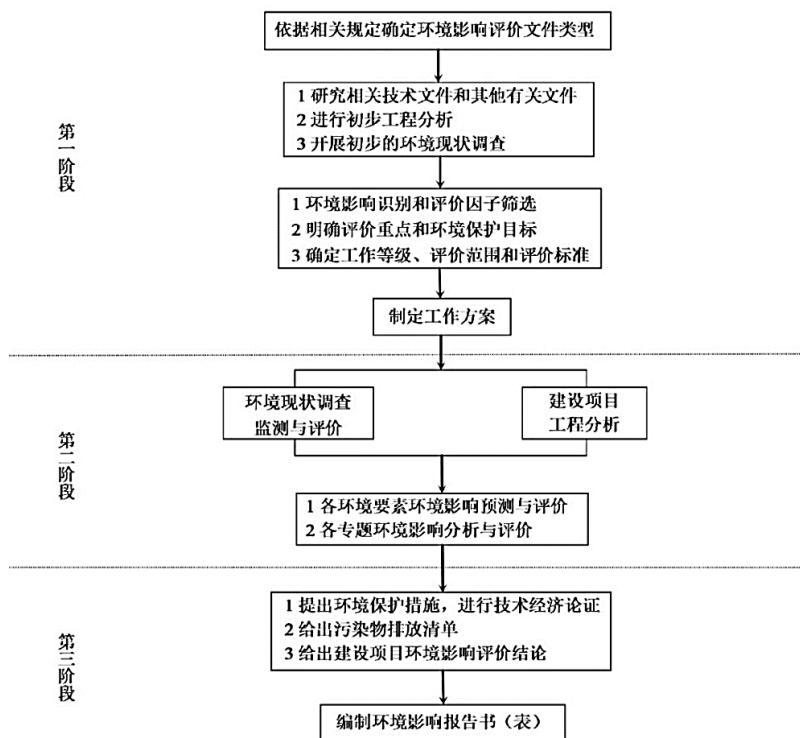 依据相关规定确定环境影响评价文件类型
第一阶段
1 研究相关技术文件和其他有关文件
2 进行初步工程分析
3 开展初步的环境现状调查
1 环境影响识别和评价因子筛选
2 明确评价重点和环境保护目标
3 确定工作等级、评价范围和评价标准
制定工作方案
第二阶段
环境现状调查
监测与评价
建设项目
工程分析
1 各环境要素环境影响预测与评价
2 各专题环境影响分析与评价
第三阶段
1 提出环境保护措施，进行技术经济论证
2 给出污染物排放清单
3 给出建设项目环境影响评价结论
编制环境影响报告书（表）